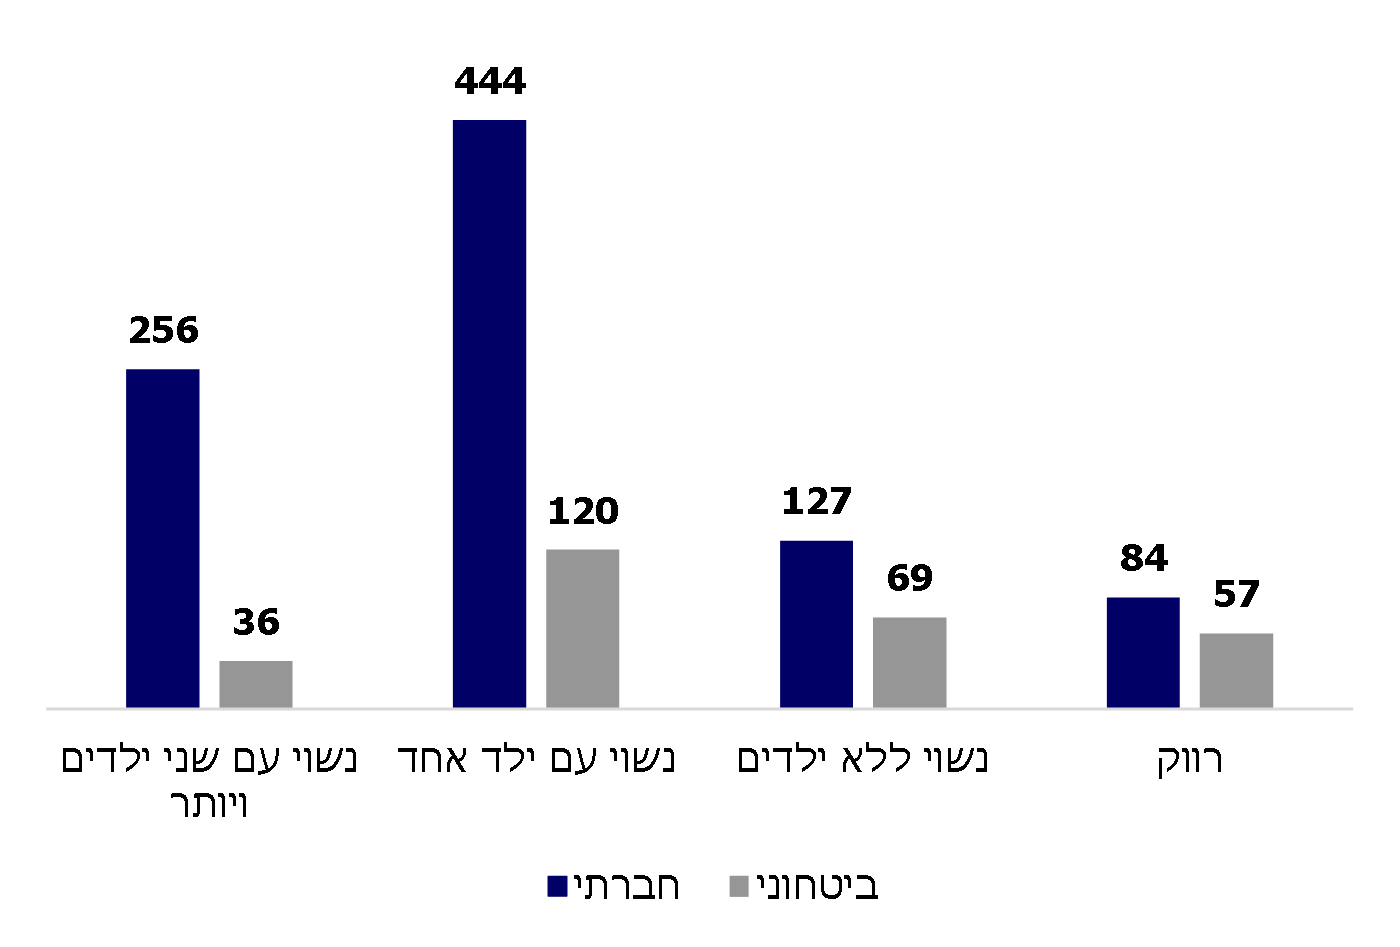 444
256
127
120
84
69
57
36
רווק
נשוי ללא ילדים
נשוי עם ילד אחד
נשוי עם שני ילדים
ויותר
חברתי
ביטחוני